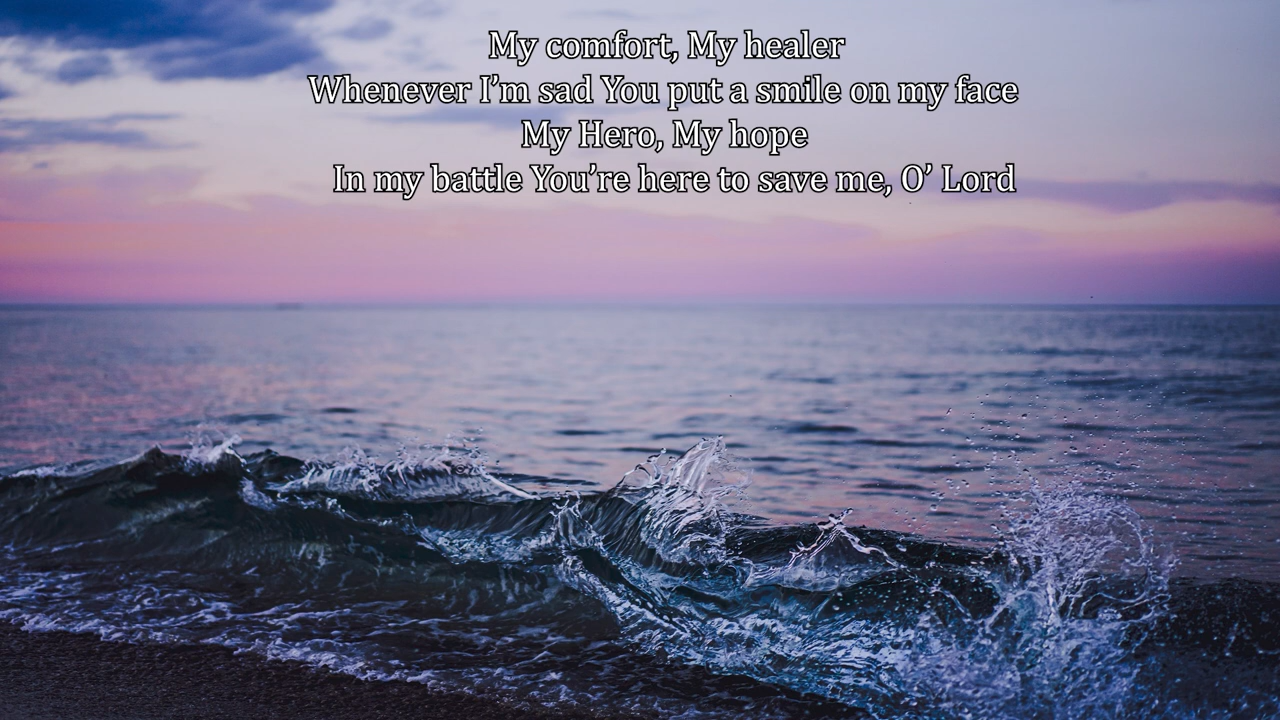 My comfort, My healer
Whenever I’m sad You put a smile on my face
My Hero, My hope
In my battle You’re here to save me, O’ Lord